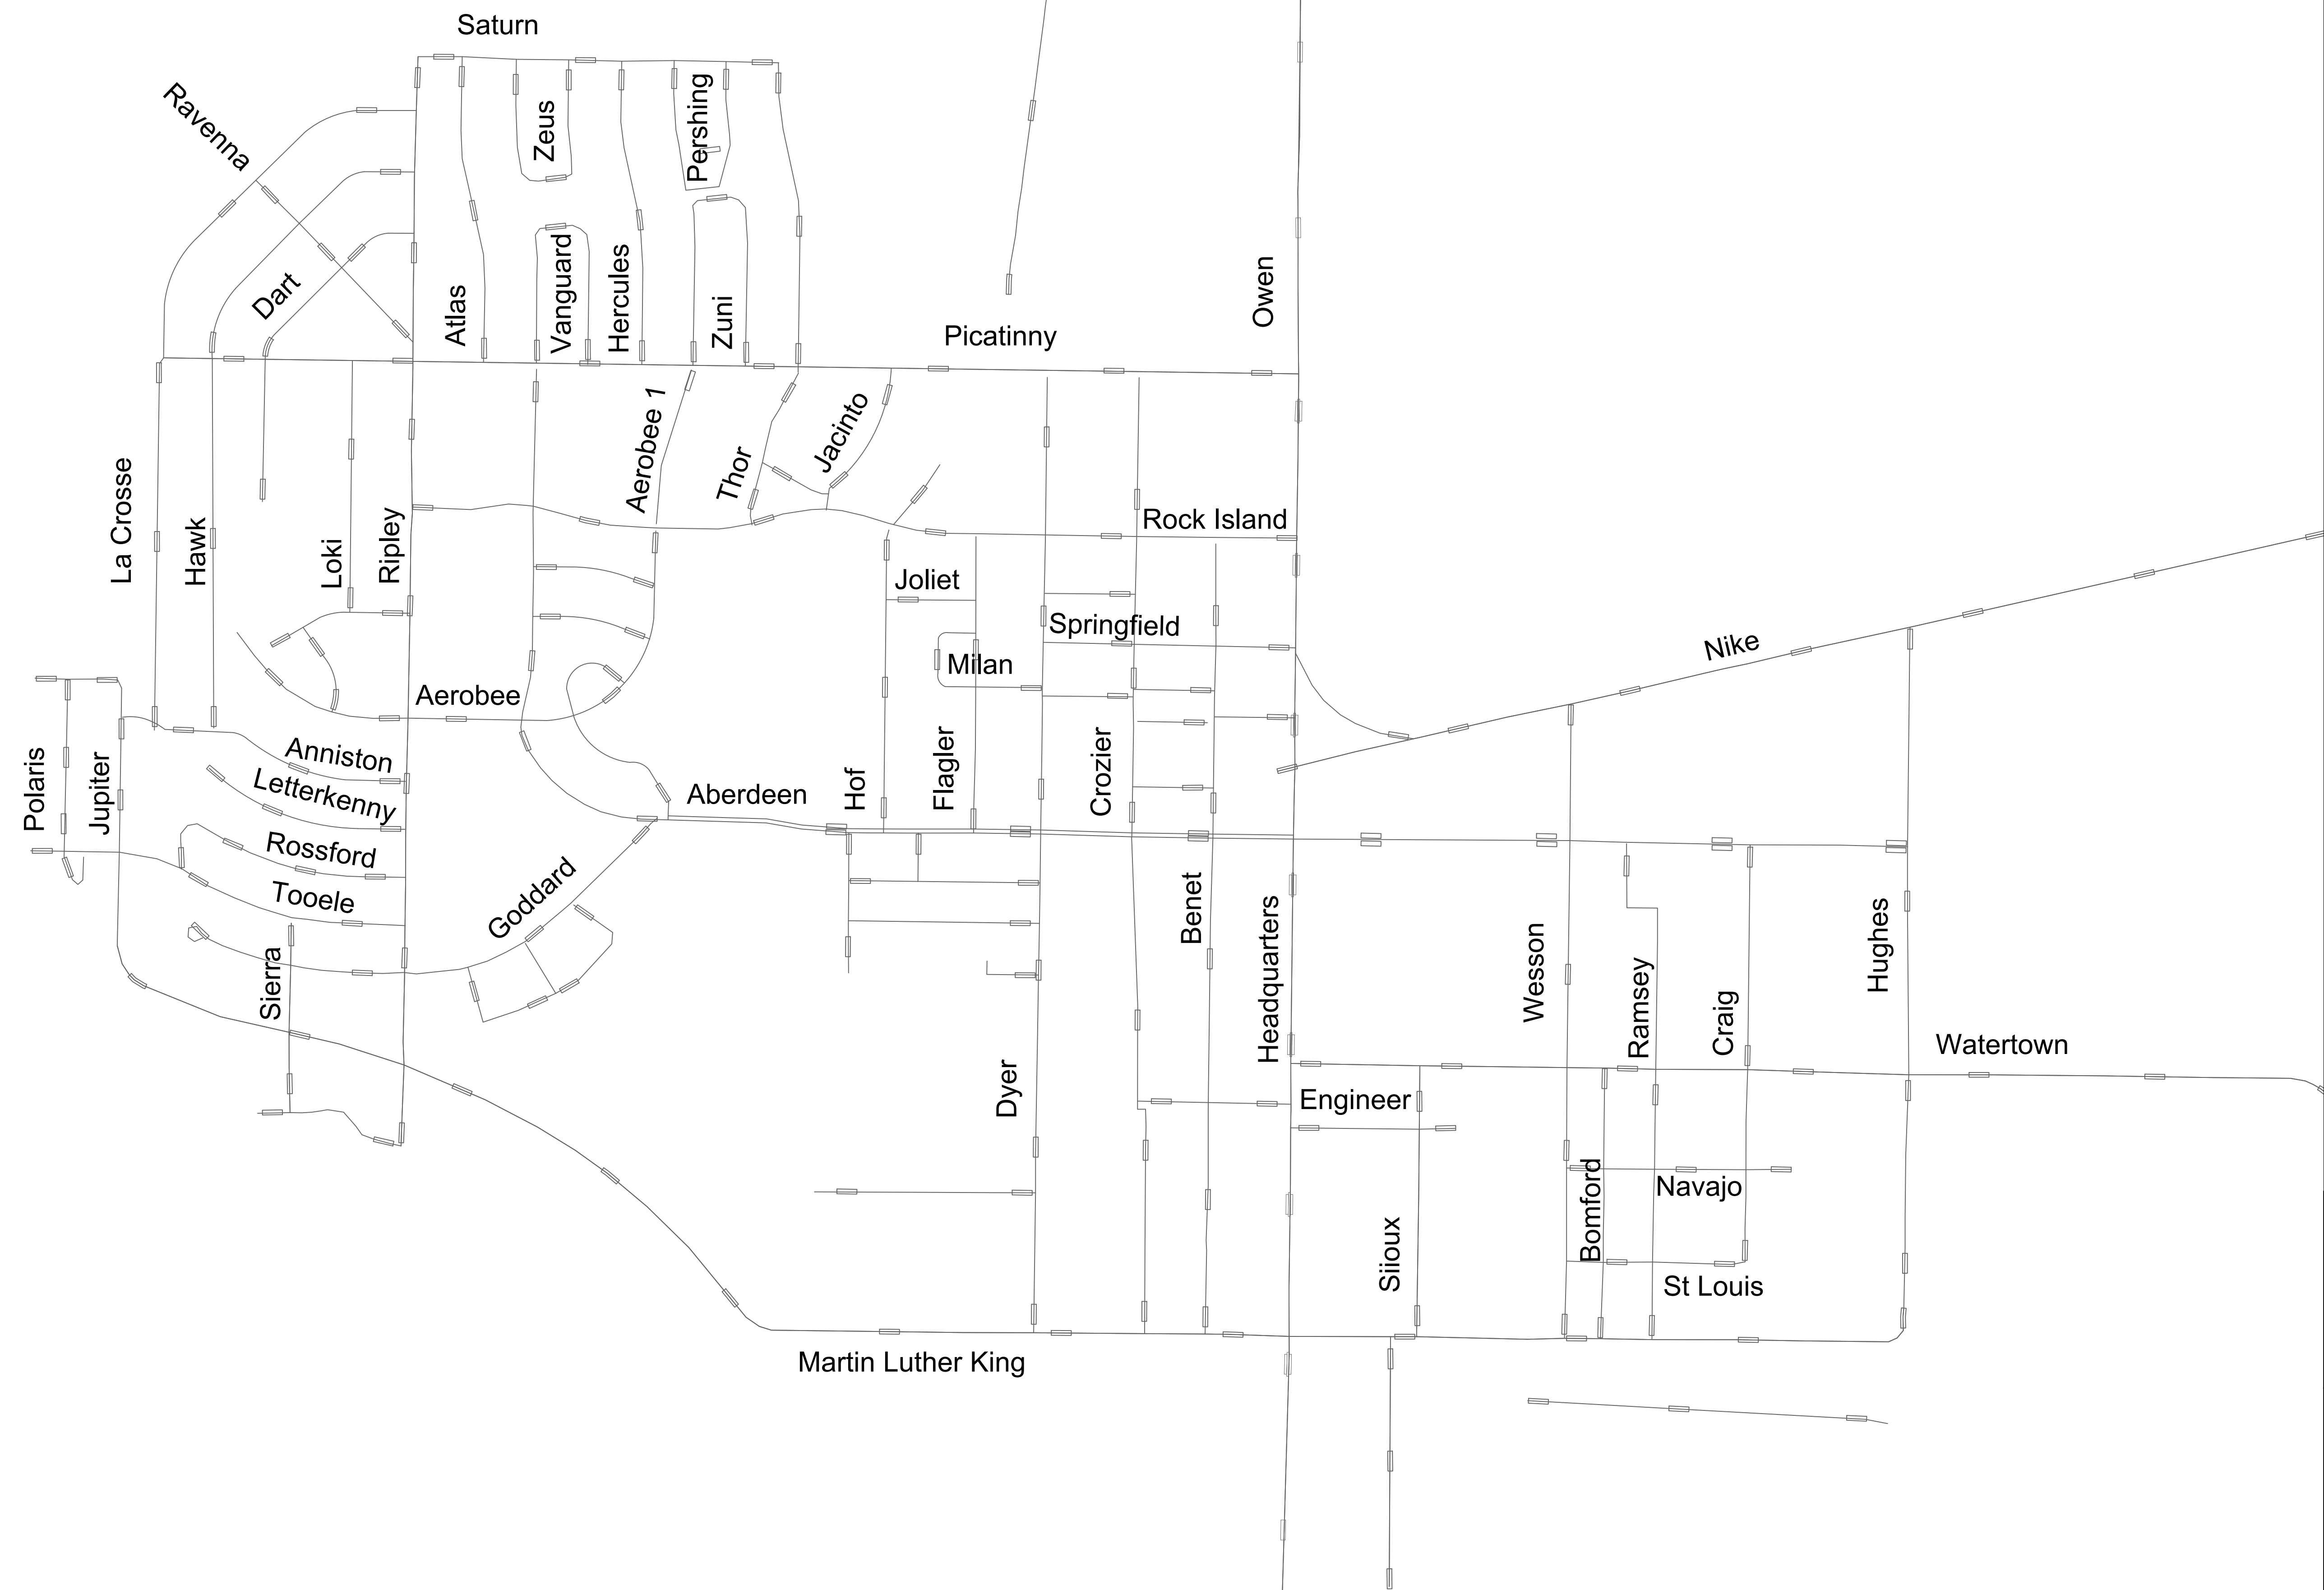 Saturn
Ravenna
Zeus
Pershing
Dart
Atlas
Vanguard
Hercules
Zuni
Picatinny
Owen
Aerobee 1
Thor
Jacinto
La Crosse
Hawk
Loki
Ripley
Rock Island
Joliet
Springfield
Milan
Nike
Aerobee
Polaris
Jupiter
Anniston
Letterkenny
Rossford
Tooele
Aberdeen
Hof
Flagler
Crozier
Goddard
Sierra
Benet
Headquarters
Wesson
Ramsey
Craig
Hughes
Watertown
Dyer
Engineer
Siioux
Bomford
Navajo
St Louis
Martin Luther King